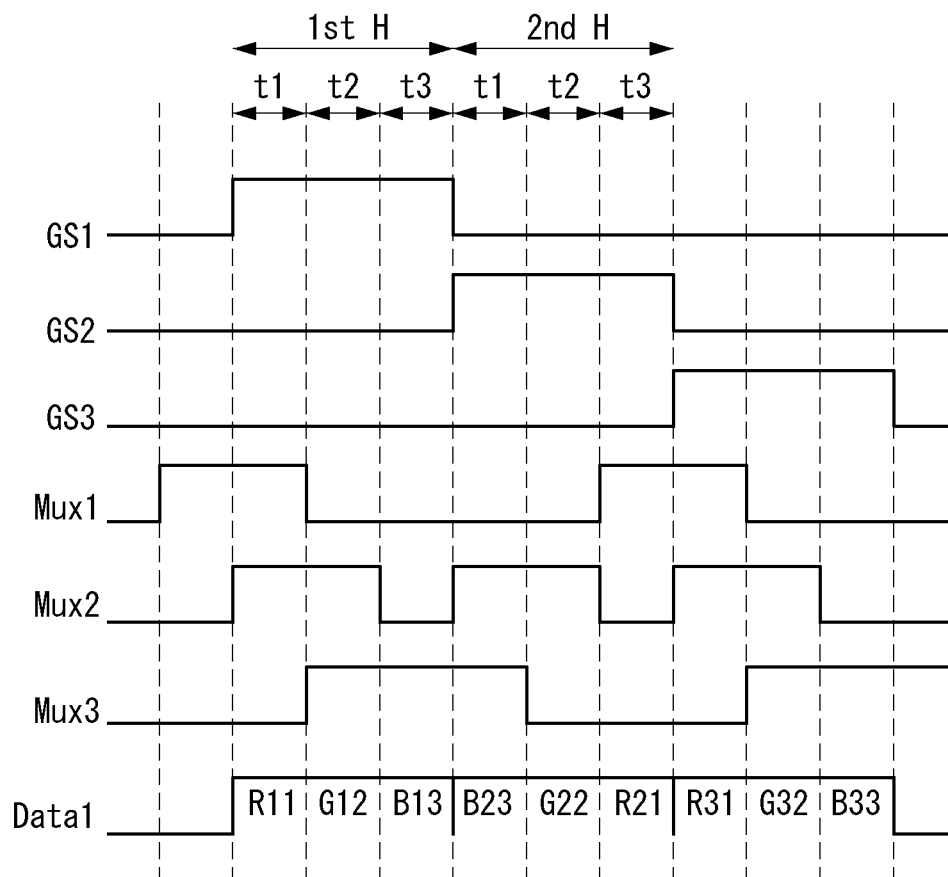 1st H 2nd H
t1 t2 t3 t1 t2 t3
GS1
GS2
GS3
Mux1
Mux2
Mux3
Data1 R11 G12 B13 B23 G22 R21 R31 G32 B33